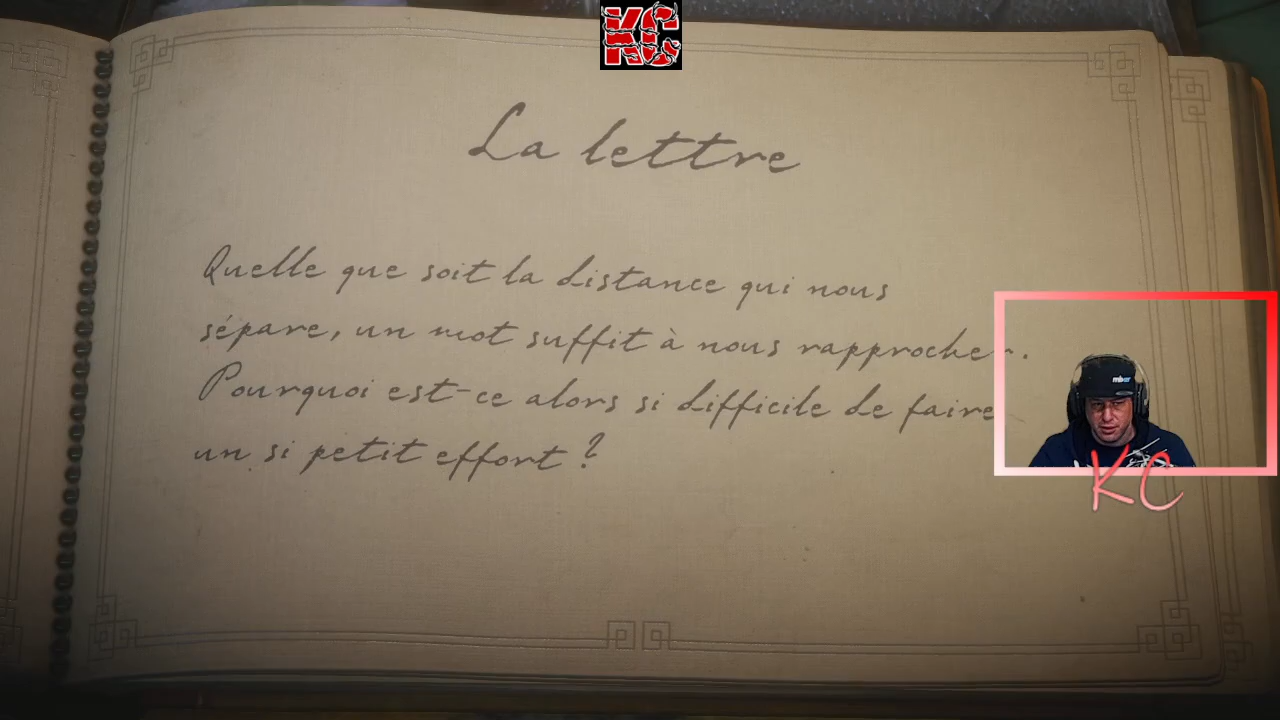 KC
La lettre
Quelle que soit la distance qui nous
sépare, un mot suffit à nous rapprocher.
Pourquoi est-ce alors si difficile de faire
un si petit effort ?
KC